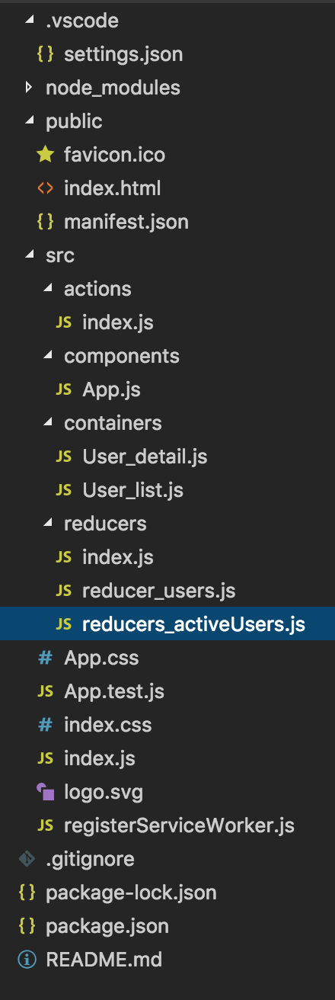 .vscode
{ } settings.json
node_modules
public
favicon.ico
<> index.html
{ } manifest.json
src
actions
JS index.js
components
JS App.js
containers
JS User_detail.js
JS User_list.js
reducers
JS index.js
JS reducer_users.js
JS reducers_activeUsers.js
# App.css
JS App.test.js
# index.css
JS index.js
logo.svg
JS registerServiceWorker.js
.gitignore
{ } package-lock.json
{ } package.json
README.md